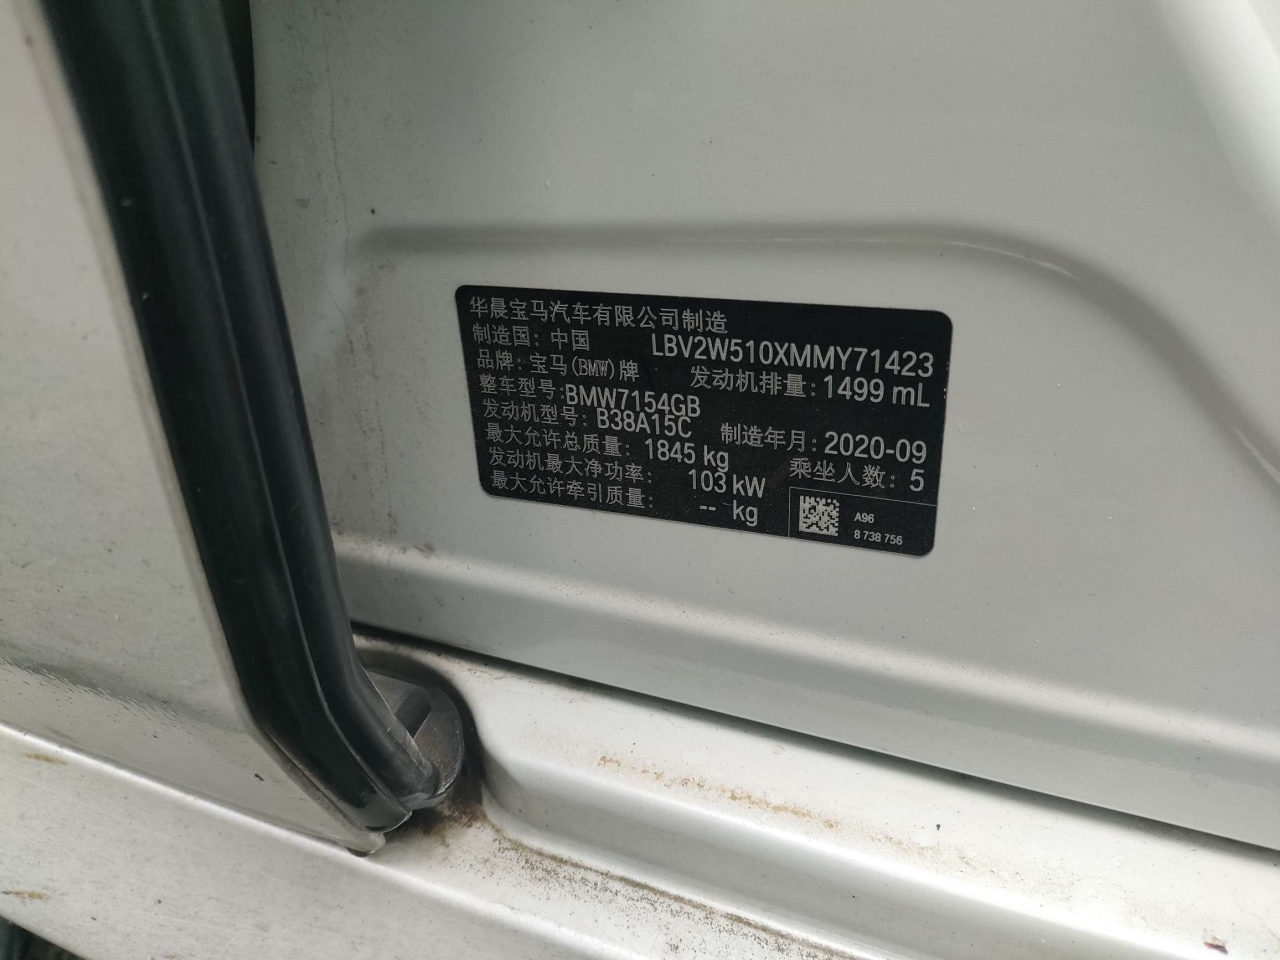 华晨宝马汽车有限公司制造
制造国: 中国 LBV2W510XMMY71423
品牌: 宝马(BMW)牌 发动机排量: 1499 mL
整车型号: BMW7154GB
发动机型号: B38A15C 制造年月: 2020-09
最大允许总质量: 1845 kg 乘坐人数: 5
发动机最大净功率: 103 kW
最大允许牵引质量: -- kg
A96
8 738 756